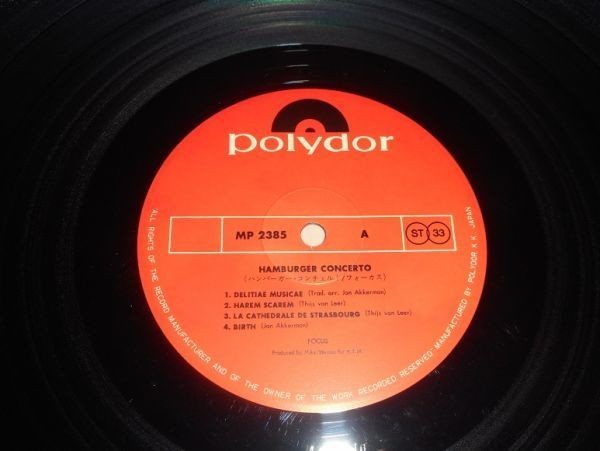 polydor
MP 2385 A ST 33
HAMBURGER CONCERTO
(ハンバーガー・コンチェルト/フォーカス)
1. DELITIAE MUSICAE (Trad. arr. Jan Akkerman)
2. HAREM SCAREM (Thijs van Leer)
3. LA CATHEDRALE DE STRASBOURG (Thijs van Leer)
4. BIRTH (Jan Akkerman)
FOCUS
Produced by Mike
ALL RIGHTS OF THE RECORD MANUFACTURER AND OF THE OWNER OF THE WORK RECORDED RESERVED· MANUFACTURED BY POLYDOR K.K. JAPAN